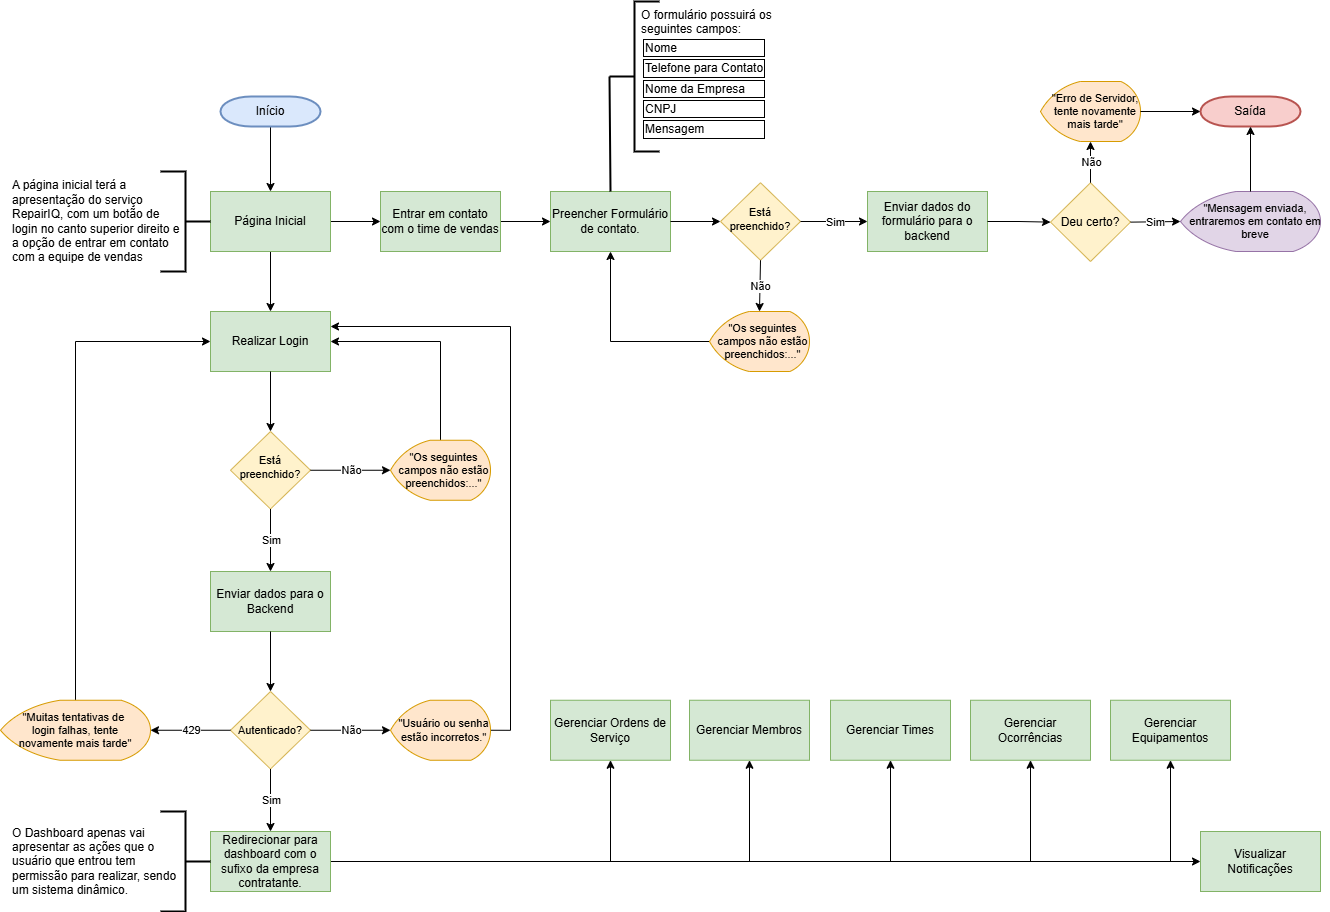 O formulário possuirá os
seguintes campos:
Nome
Telefone para Contato
Nome da Empresa
CNPJ
Mensagem
Início
"Erro de Servidor,
tente novamente
mais tarde"
Saída
Não
A página inicial terá a
apresentação do serviço
RepairIQ, com um botão de
login no canto superior direito e
a opção de entrar em contato
com a equipe de vendas
Página Inicial
Entrar em contato
com o time de vendas
Preencher Formulário
de contato.
Está
preenchido?
Sim
Enviar dados do
formulário para o
backend
Deu certo?
Sim
"Mensagem enviada,
entraremos em contato em
breve
Não
"Os seguintes
campos não estão
preenchidos:..."
Realizar Login
Está
preenchido?
Não
"Os seguintes
campos não estão
preenchidos:..."
Sim
Enviar dados para o
Backend
"Muitas tentativas de
login falhas, tente
novamente mais tarde"
429
Autenticado?
Não
"Usuário ou senha
estão incorretos."
Gerenciar Ordens de
Serviço
Gerenciar Membros
Gerenciar Times
Gerenciar
Ocorrências
Gerenciar
Equipamentos
Sim
O Dashboard apenas vai
apresentar as ações que o
usuário que entrou tem
permissão para realizar, sendo
um sistema dinâmico.
Redirecionar para
dashboard com o
sufixo da empresa
contratante.
Visualizar
Notificações